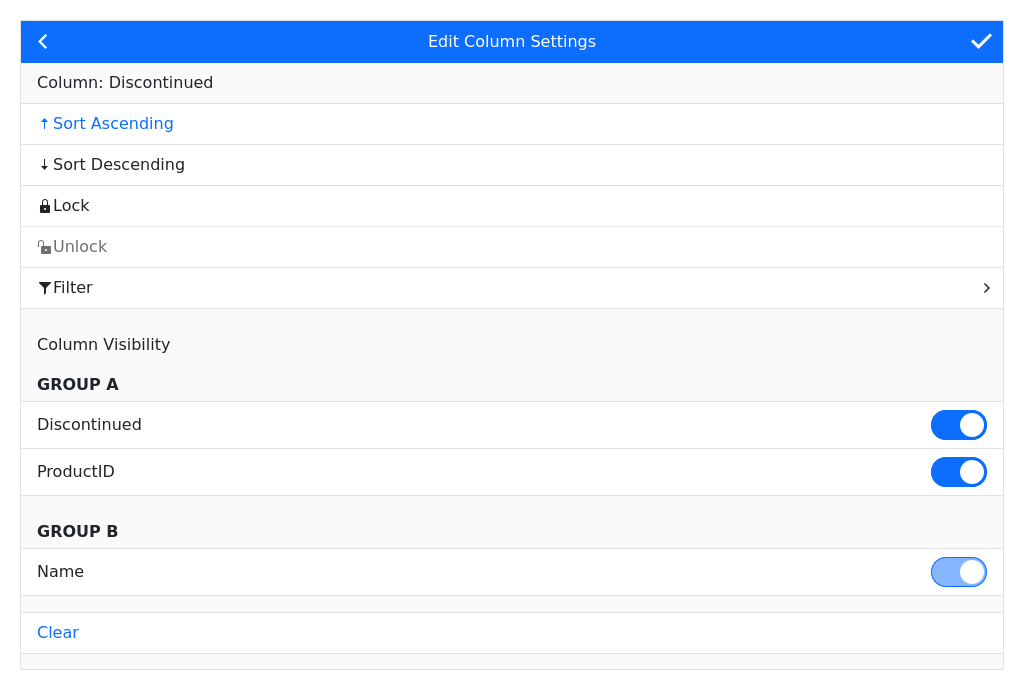 Edit Column Settings
Column: Discontinued
Sort Ascending
Sort Descending
Lock
Unlock
Filter
Column Visibility
GROUP A
Discontinued
ProductID
GROUP B
Name
Clear